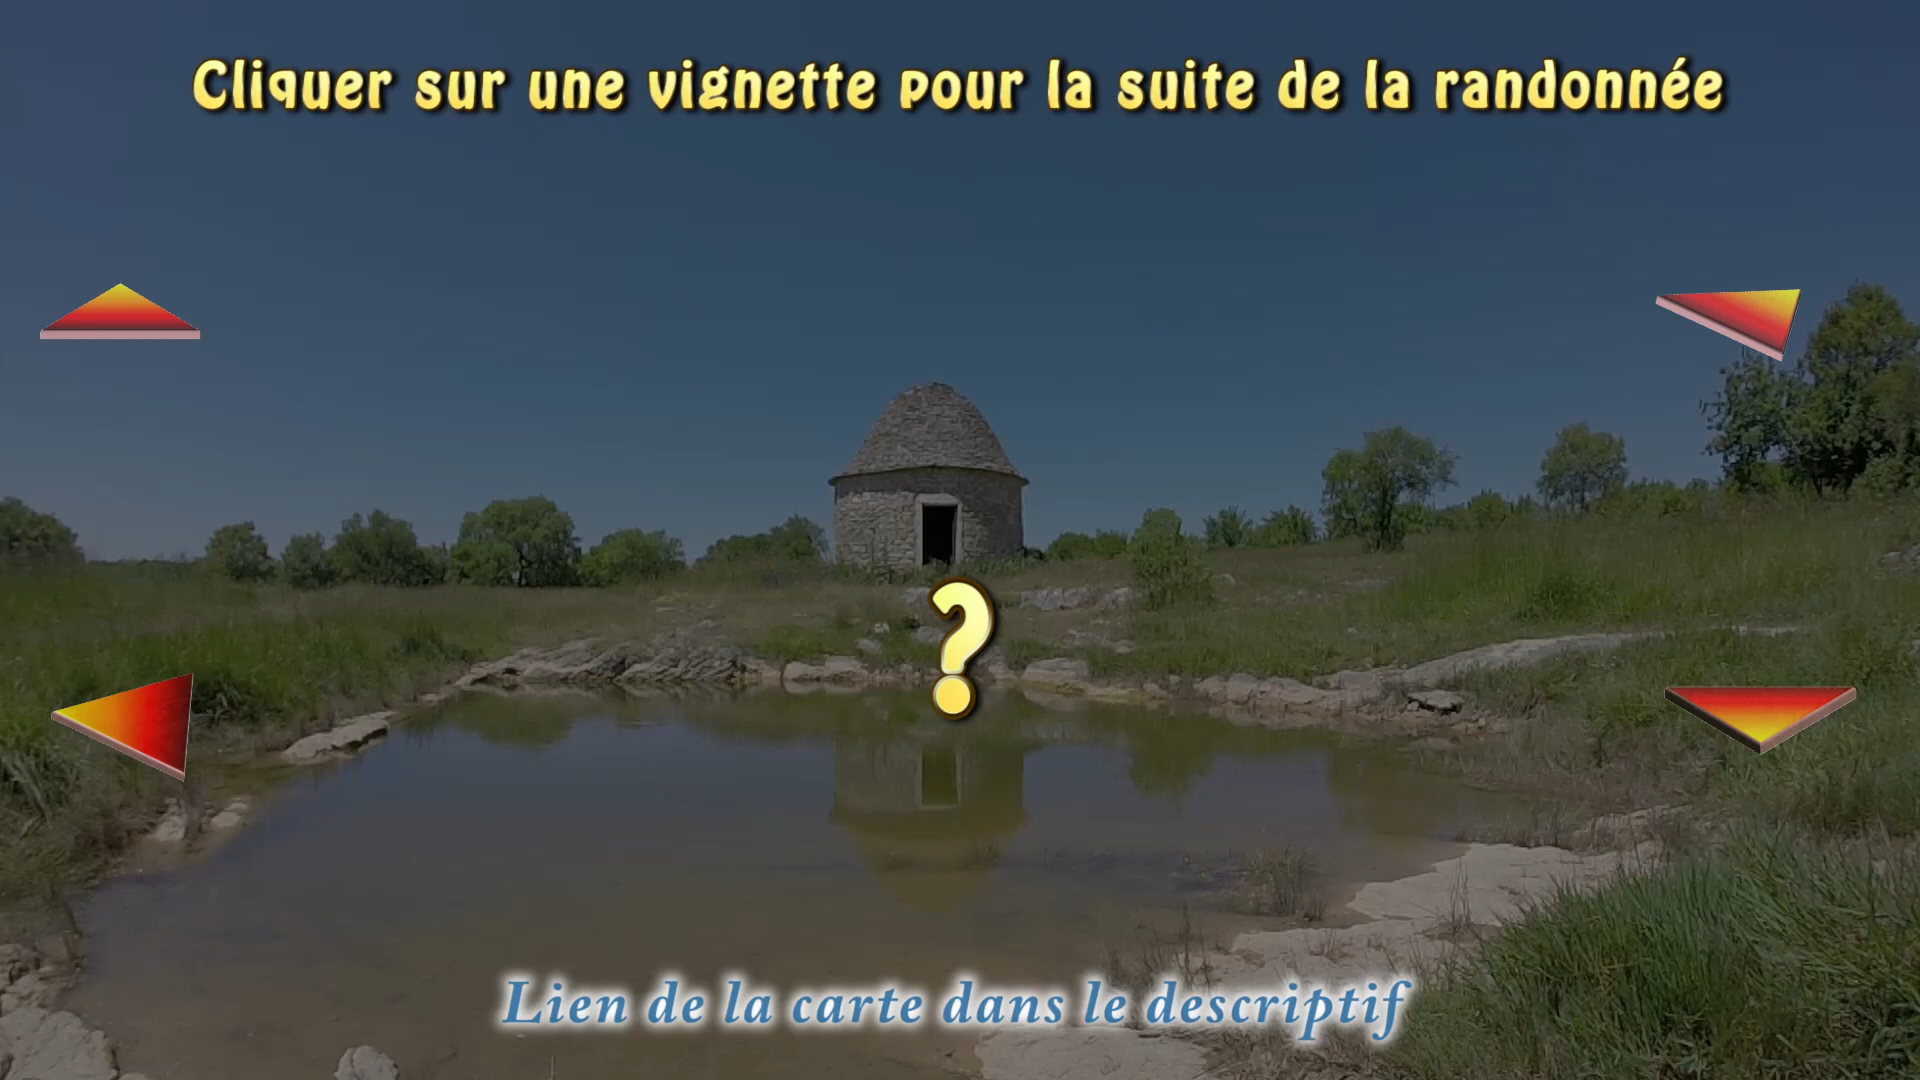 Cliquer sur une vignette pour la suite de la randonnée
?
Lien de la carte dans le descriptif